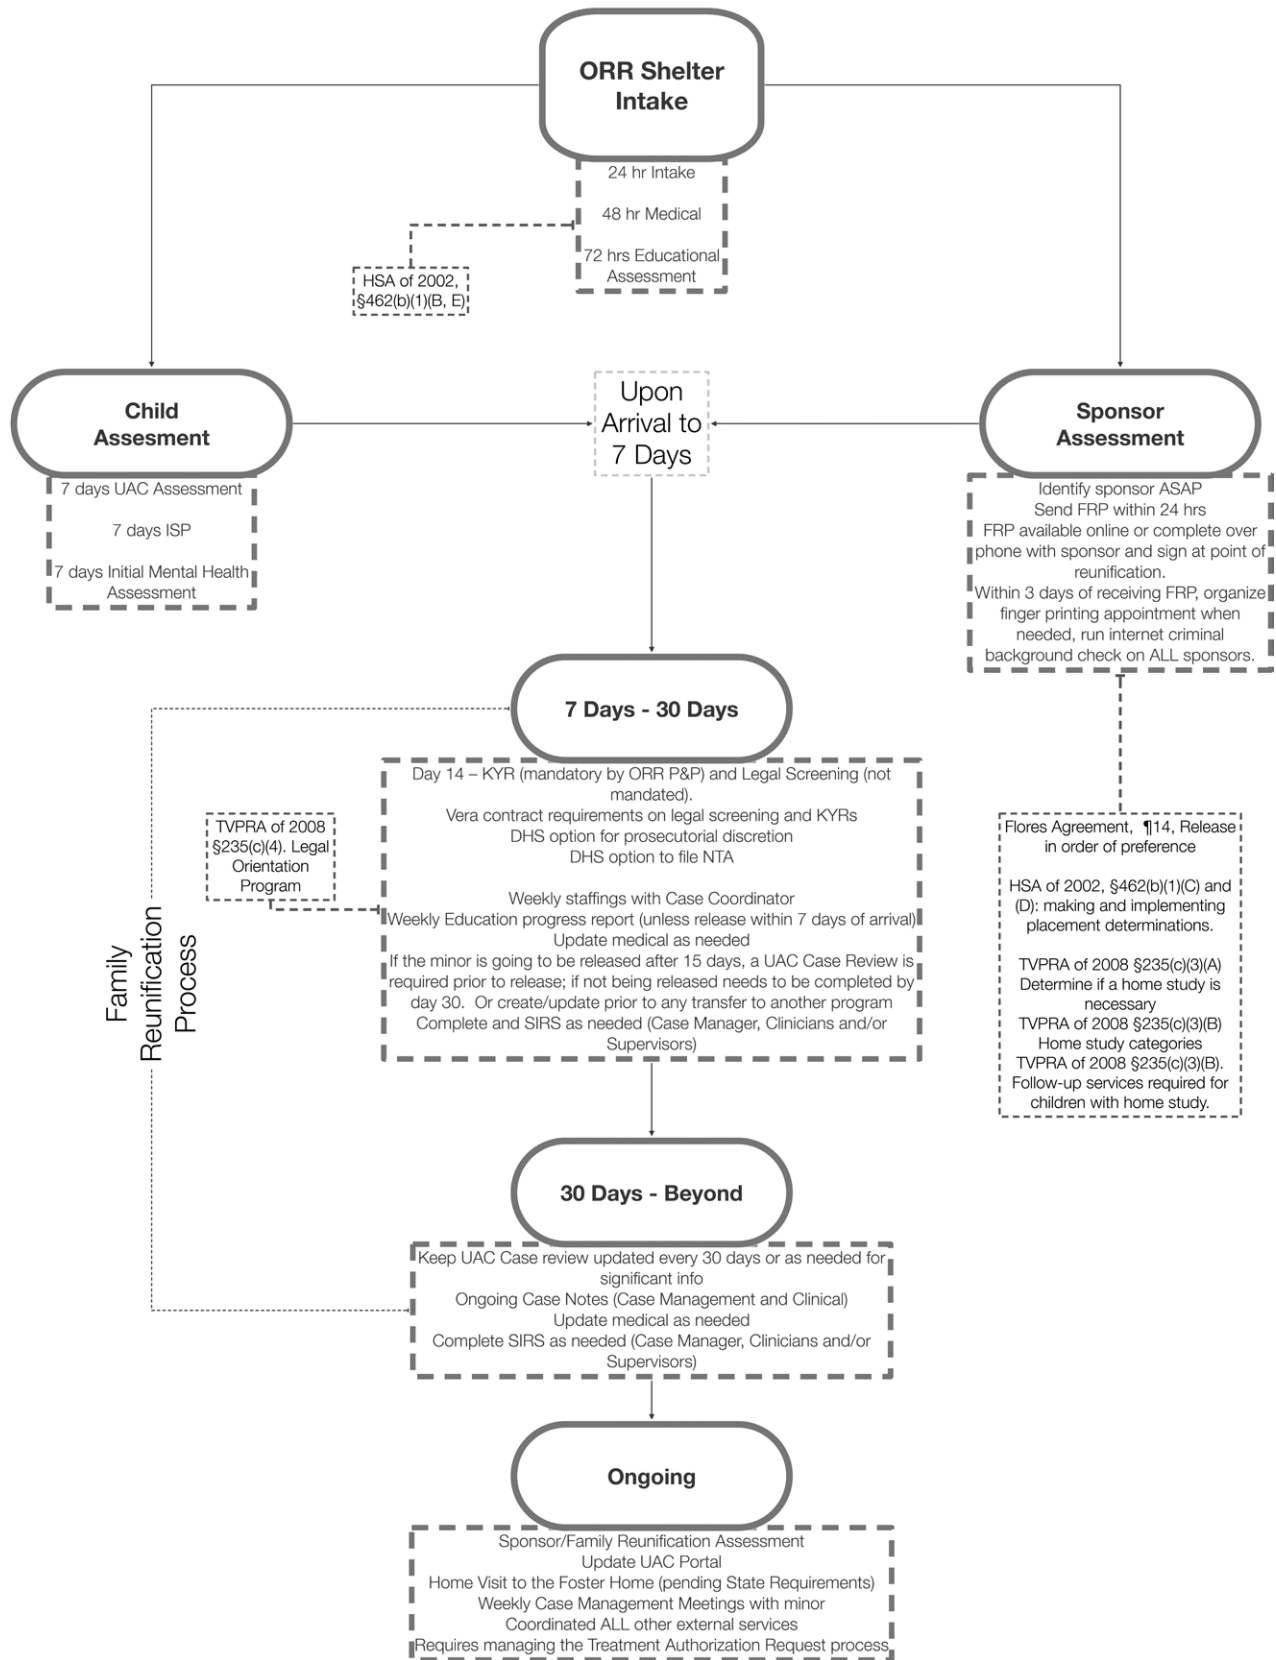 ORR Shelter
Intake
24 hr Intake
48 hr Medical
72 hrs Educational
Assessment
HSA of 2002,
§462(b)(1)(B, E)
Child
Assesment
7 days UAC Assessment
7 days ISP
7 days Initial Mental Health
Assessment
Upon
Arrival to
7 Days
Sponsor
Assessment
Identify sponsor ASAP
Send FRP within 24 hrs
FRP available online or complete over
phone with sponsor and sign at point of
reunification.
Within 3 days of receiving FRP, organize
finger printing appointment when
needed, run internet criminal
background check on ALL sponsors.
7 Days - 30 Days
Day 14 – KYR (mandatory by ORR P&P) and Legal Screening (not
mandated).
Vera contract requirements on legal screening and KYRs
DHS option for prosecutorial discretion
DHS option to file NTA
Weekly staffings with Case Coordinator
Weekly Education progress report (unless release within 7 days of arrival)
Update medical as needed
If the minor is going to be released after 15 days, a UAC Case Review is
required prior to release; if not being released needs to be completed by
day 30. Or create/update prior to any transfer to another program
Complete and SIRS as needed (Case Manager, Clinicians and/or
Supervisors)
TVPRA of 2008
§235(c)(4). Legal
Orientation
Program
Flores Agreement, ¶14, Release
in order of preference
HSA of 2002, §462(b)(1)(C) and
(D): making and implementing
placement determinations.
TVPRA of 2008 §235(c)(3)(A)
Determine if a home study is
necessary
TVPRA of 2008 §235(c)(3)(B)
Home study categories
TVPRA of 2008 §235(c)(3)(B).
Follow-up services required for
children with home study.
Family
Reunification
Process
30 Days - Beyond
Keep UAC Case review updated every 30 days or as needed for
significant info
Ongoing Case Notes (Case Management and Clinical)
Update medical as needed
Complete SIRS as needed (Case Manager, Clinicians and/or
Supervisors)
Ongoing
Sponsor/Family Reunification Assessment
Update UAC Portal
Home Visit to the Foster Home (pending State Requirements)
Weekly Case Management Meetings with minor
Coordinated ALL other external services
Requires managing the Treatment Authorization Request process